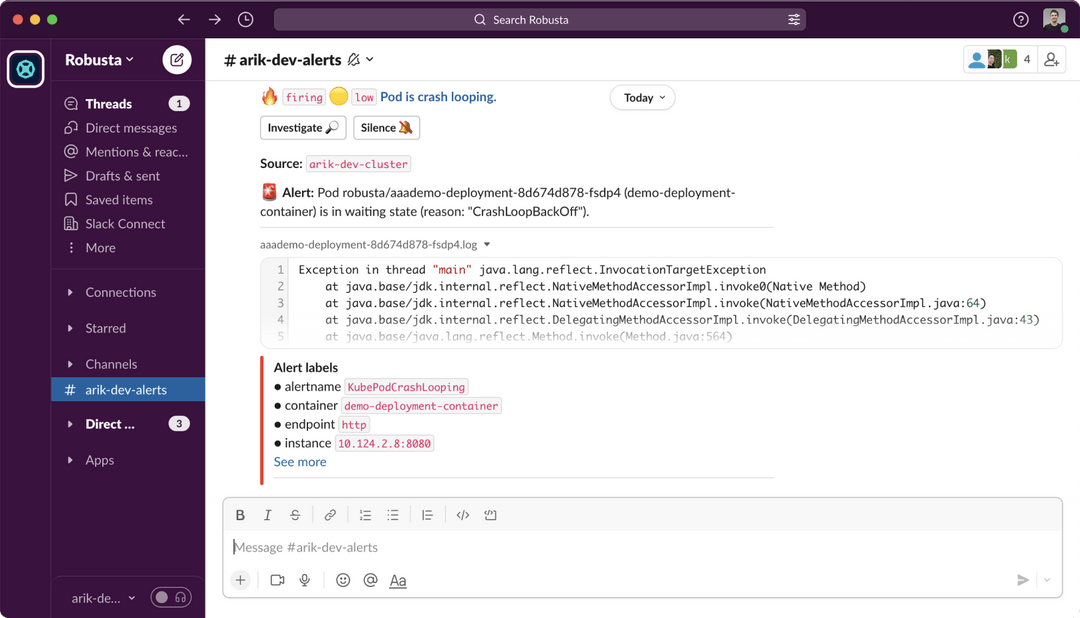 Search Robusta
Robusta
Threads 1
Direct messages
Mentions & reac...
Drafts & sent
Saved items
Slack Connect
More
Connections
Starred
Channels
# arik-dev-alerts
Direct ... 3
Apps
arik-de...
# arik-dev-alerts
k 4
Today
firing low Pod is crash looping.
Investigate
Silence
Source: arik-dev-cluster
Alert: Pod robusta/aaademo-deployment-8d674d878-fsdp4 (demo-deployment-
container) is in waiting state (reason: "CrashLoopBackOff").
aaademo-deployment-8d674d878-fsdp4.log
1 Exception in thread "main" java.lang.reflect.InvocationTargetException
2 at java.base/jdk.internal.reflect.NativeMethodAccessorImpl.invoke0(Native Method)
3 at java.base/jdk.internal.reflect.NativeMethodAccessorImpl.invoke(NativeMethodAccessorImpl.java:64)
4 at java.base/jdk.internal.reflect.DelegatingMethodAccessorImpl.invoke(DelegatingMethodAccessorImpl.java:43)
5 at java.base/java.lang.reflect.Method.invoke(Method.java:564)
Alert labels
● alertname KubePodCrashLooping
● container demo-deployment-container
● endpoint http
● instance 10.124.2.8:8080
See more
B I S
Message #arik-dev-alerts
Aa